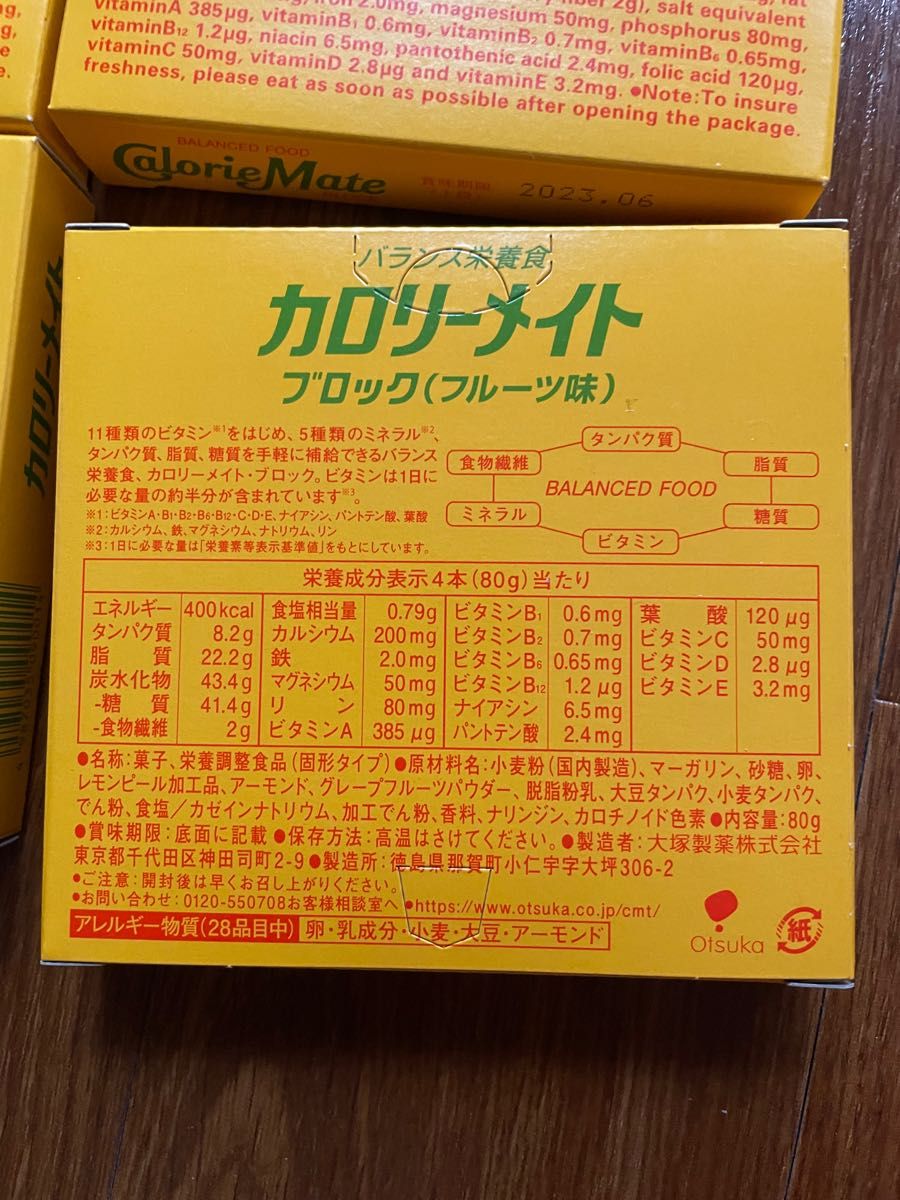 2g), salt equivalent
vitaminA 385μg, vitaminB₁ 0.6mg, magnesium 50mg, phosphorus 80mg,
vitaminB₁₂ 1.2μg, niacin 6.5mg, vitaminB₂ 0.7mg, vitaminB₆ 0.65mg,
vitaminC 50mg, vitaminD 2.8μg pantothenic acid 2.4mg, folic acid 120μg,
freshness, please eat as soon as and vitaminE 3.2mg. ●Note:To insure
possible after opening the package.
BALANCED FOOD
CalorieMate
賞味期限
2023.06
カロリーメイト
バランス栄養食
カロリーメイト
ブロック(フルーツ味)
11種類のビタミン※1をはじめ、5種類のミネラル※2、
タンパク質、脂質、糖質を手軽に補給できるバランス
栄養食、カロリーメイト・ブロック。ビタミンは1日に
必要な量の約半分が含まれています※3。
※1:ビタミンA・B1・B2・B6・B12・C・D・E、ナイアシン、パントテン酸、葉酸
※2:カルシウム、鉄、マグネシウム、ナトリウム、リン
※3:1日に必要な量は「栄養素等表示基準値」をもとにしています。
タンパク質
食物繊維 脂質
BALANCED FOOD
ミネラル 糖質
ビタミン
栄養成分表示4本(80g)当たり
エネルギー 400kcal 食塩相当量 0.79g ビタミンB₁ 0.6mg 葉酸 120μg
タンパク質 8.2g カルシウム 200mg ビタミンB₂ 0.7mg ビタミンC 50mg
脂質 22.2g 鉄 2.0mg ビタミンB₆ 0.65mg ビタミンD 2.8μg
炭水化物 43.4g マグネシウム 50mg ビタミンB₁₂ 1.2μg ビタミンE 3.2mg
-糖質 41.4g リン 80mg ナイアシン 6.5mg
-食物繊維 2g ビタミンA 385μg パントテン酸 2.4mg
●名称:菓子、栄養調整食品(固形タイプ)●原材料名:小麦粉(国内製造)、マーガリン、砂糖、卵、
レモンピール加工品、アーモンド、グレープフルーツパウダー、脱脂粉乳、大豆タンパク、小麦タンパク、
でん粉、食塩/カゼインナトリウム、加工でん粉、香料、ナリンジン、カロチノイド色素●内容量:80g
●賞味期限:底面に記載●保存方法:高温はさけてください。●製造者:大塚製薬株式会社
東京都千代田区神田司町2-9●製造所:徳島県那賀町小仁宇字大坪306-2
●ご注意:開封後は早くお召し上がりください。
●お問い合わせ:0120-550708お客様相談室へ●https://www.otsuka.co.jp/cmt/
アレルギー物質(28品目中) 卵・乳成分・小麦・大豆・アーモンド
Otsuka
紙